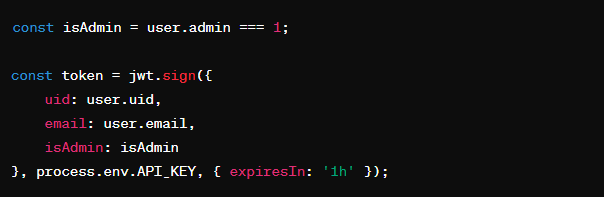 const isAdmin = user.admin === 1;
const token = jwt.sign({
uid: user.uid,
email: user.email,
isAdmin: isAdmin
}, process.env.API_KEY, { expiresIn: '1h' });